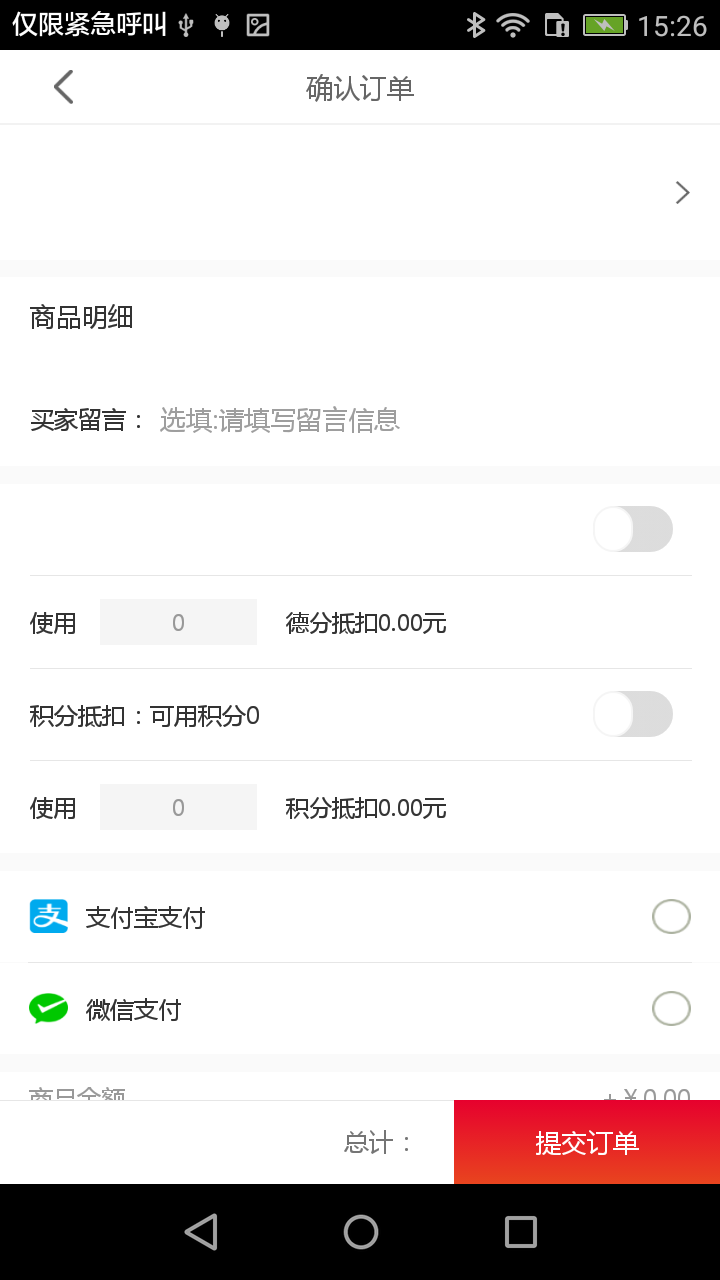 仅限紧急呼叫 15:26
确认订单
商品明细
买家留言： 选填:请填写留言信息
使用 0 德分抵扣0.00元
积分抵扣：可用积分0
使用 0 积分抵扣0.00元
支付宝支付
微信支付
商品金额 + ¥ 0.00
总计： 提交订单